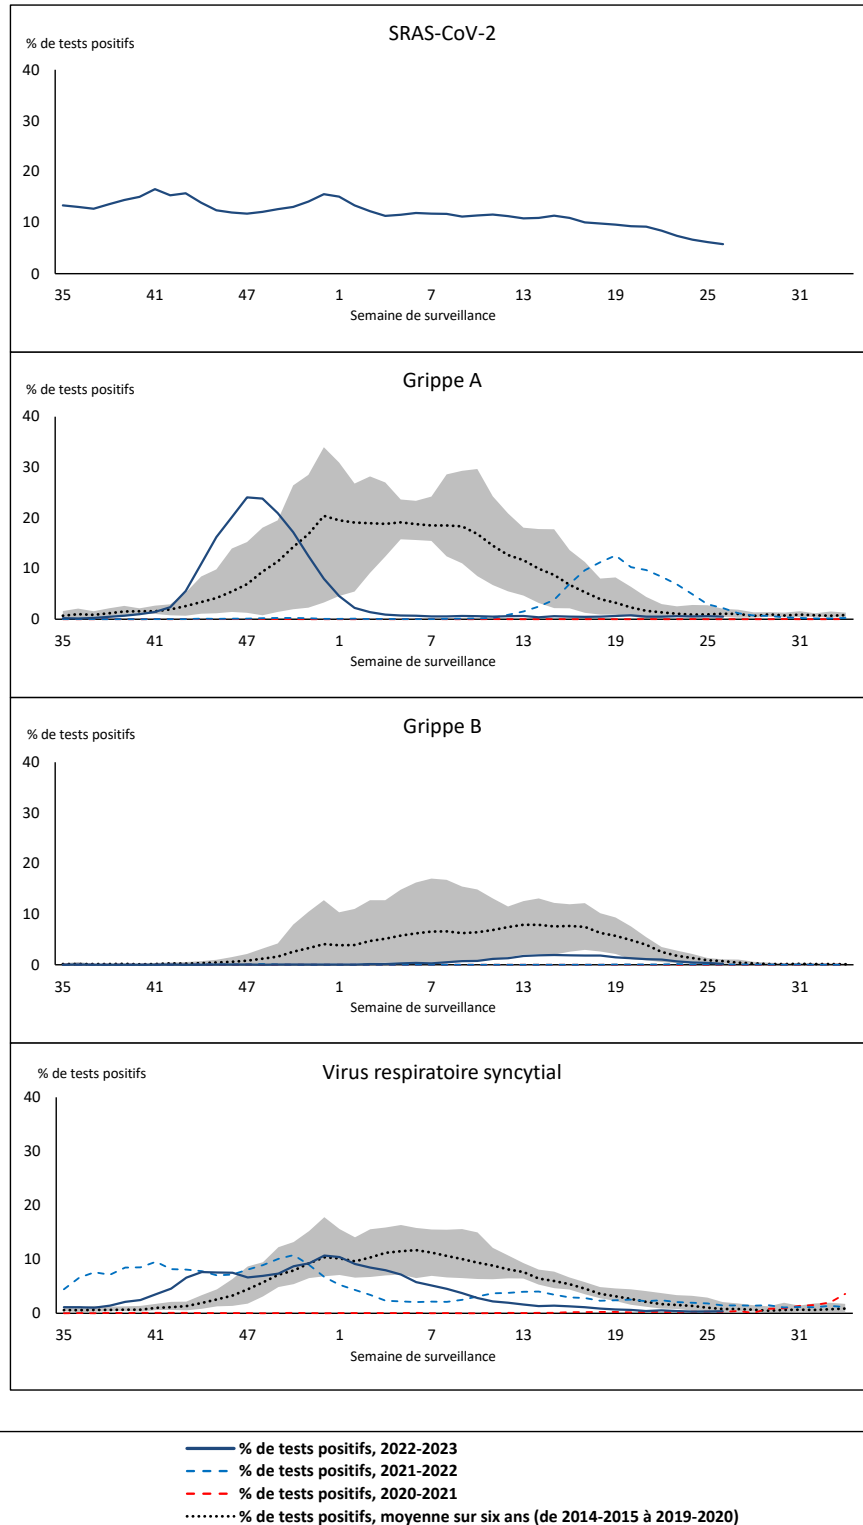 SRAS-CoV-2
% de tests positifs
40
30
20
10
0
35 41 47 1 7 13 19 25 31
Semaine de surveillance
Grippe A
% de tests positifs
40
30
20
10
0
35 41 47 1 7 13 19 25 31
Semaine de surveillance
Grippe B
% de tests positifs
40
30
20
10
0
35 41 47 1 7 13 19 25 31
Semaine de surveillance
Virus respiratoire syncytial
% de tests positifs
40
30
20
10
0
35 41 47 1 7 13 19 25 31
Semaine de surveillance
% de tests positifs, 2022-2023
% de tests positifs, 2021-2022
% de tests positifs, 2020-2021
% de tests positifs, moyenne sur six ans (de 2014-2015 à 2019-2020)